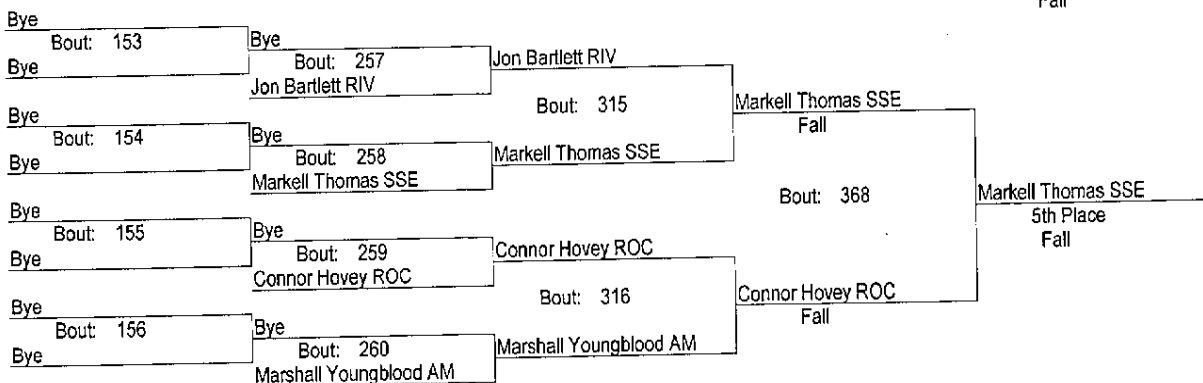 Fall
Bye
Bout: 153
Bye
Bye
Bout: 257
Jon Bartlett RIV
Jon Bartlett RIV
Bout: 315
Bye
Bout: 154
Bye
Bye
Bout: 258
Markell Thomas SSE
Markell Thomas SSE
Markell Thomas SSE
Fall
Bout: 368
Markell Thomas SSE
5th Place
Fall
Bye
Bout: 155
Bye
Bye
Bout: 259
Connor Hovey ROC
Connor Hovey ROC
Bout: 316
Connor Hovey ROC
Fall
Bye
Bout: 156
Bye
Bye
Bout: 260
Marshall Youngblood AM
Marshall Youngblood AM